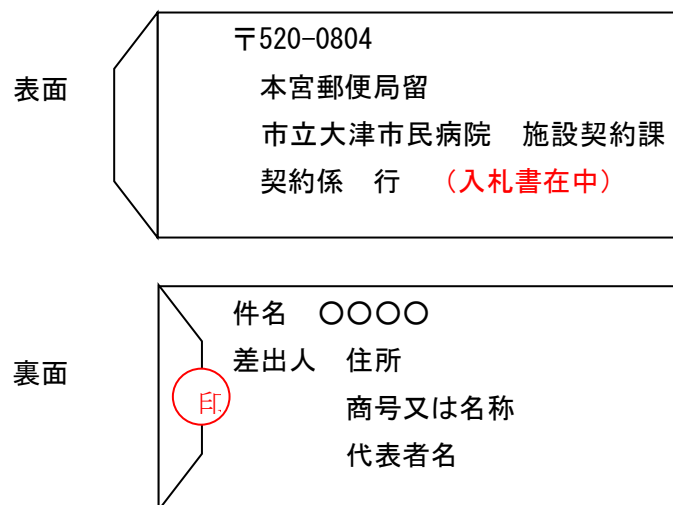 表面
〒520-0804
本宮郵便局留
市立大津市民病院　施設契約課
契約係　行　（入札書在中）
裏面
件名　〇〇〇〇
差出人　住所
商号又は名称
代表者名
印